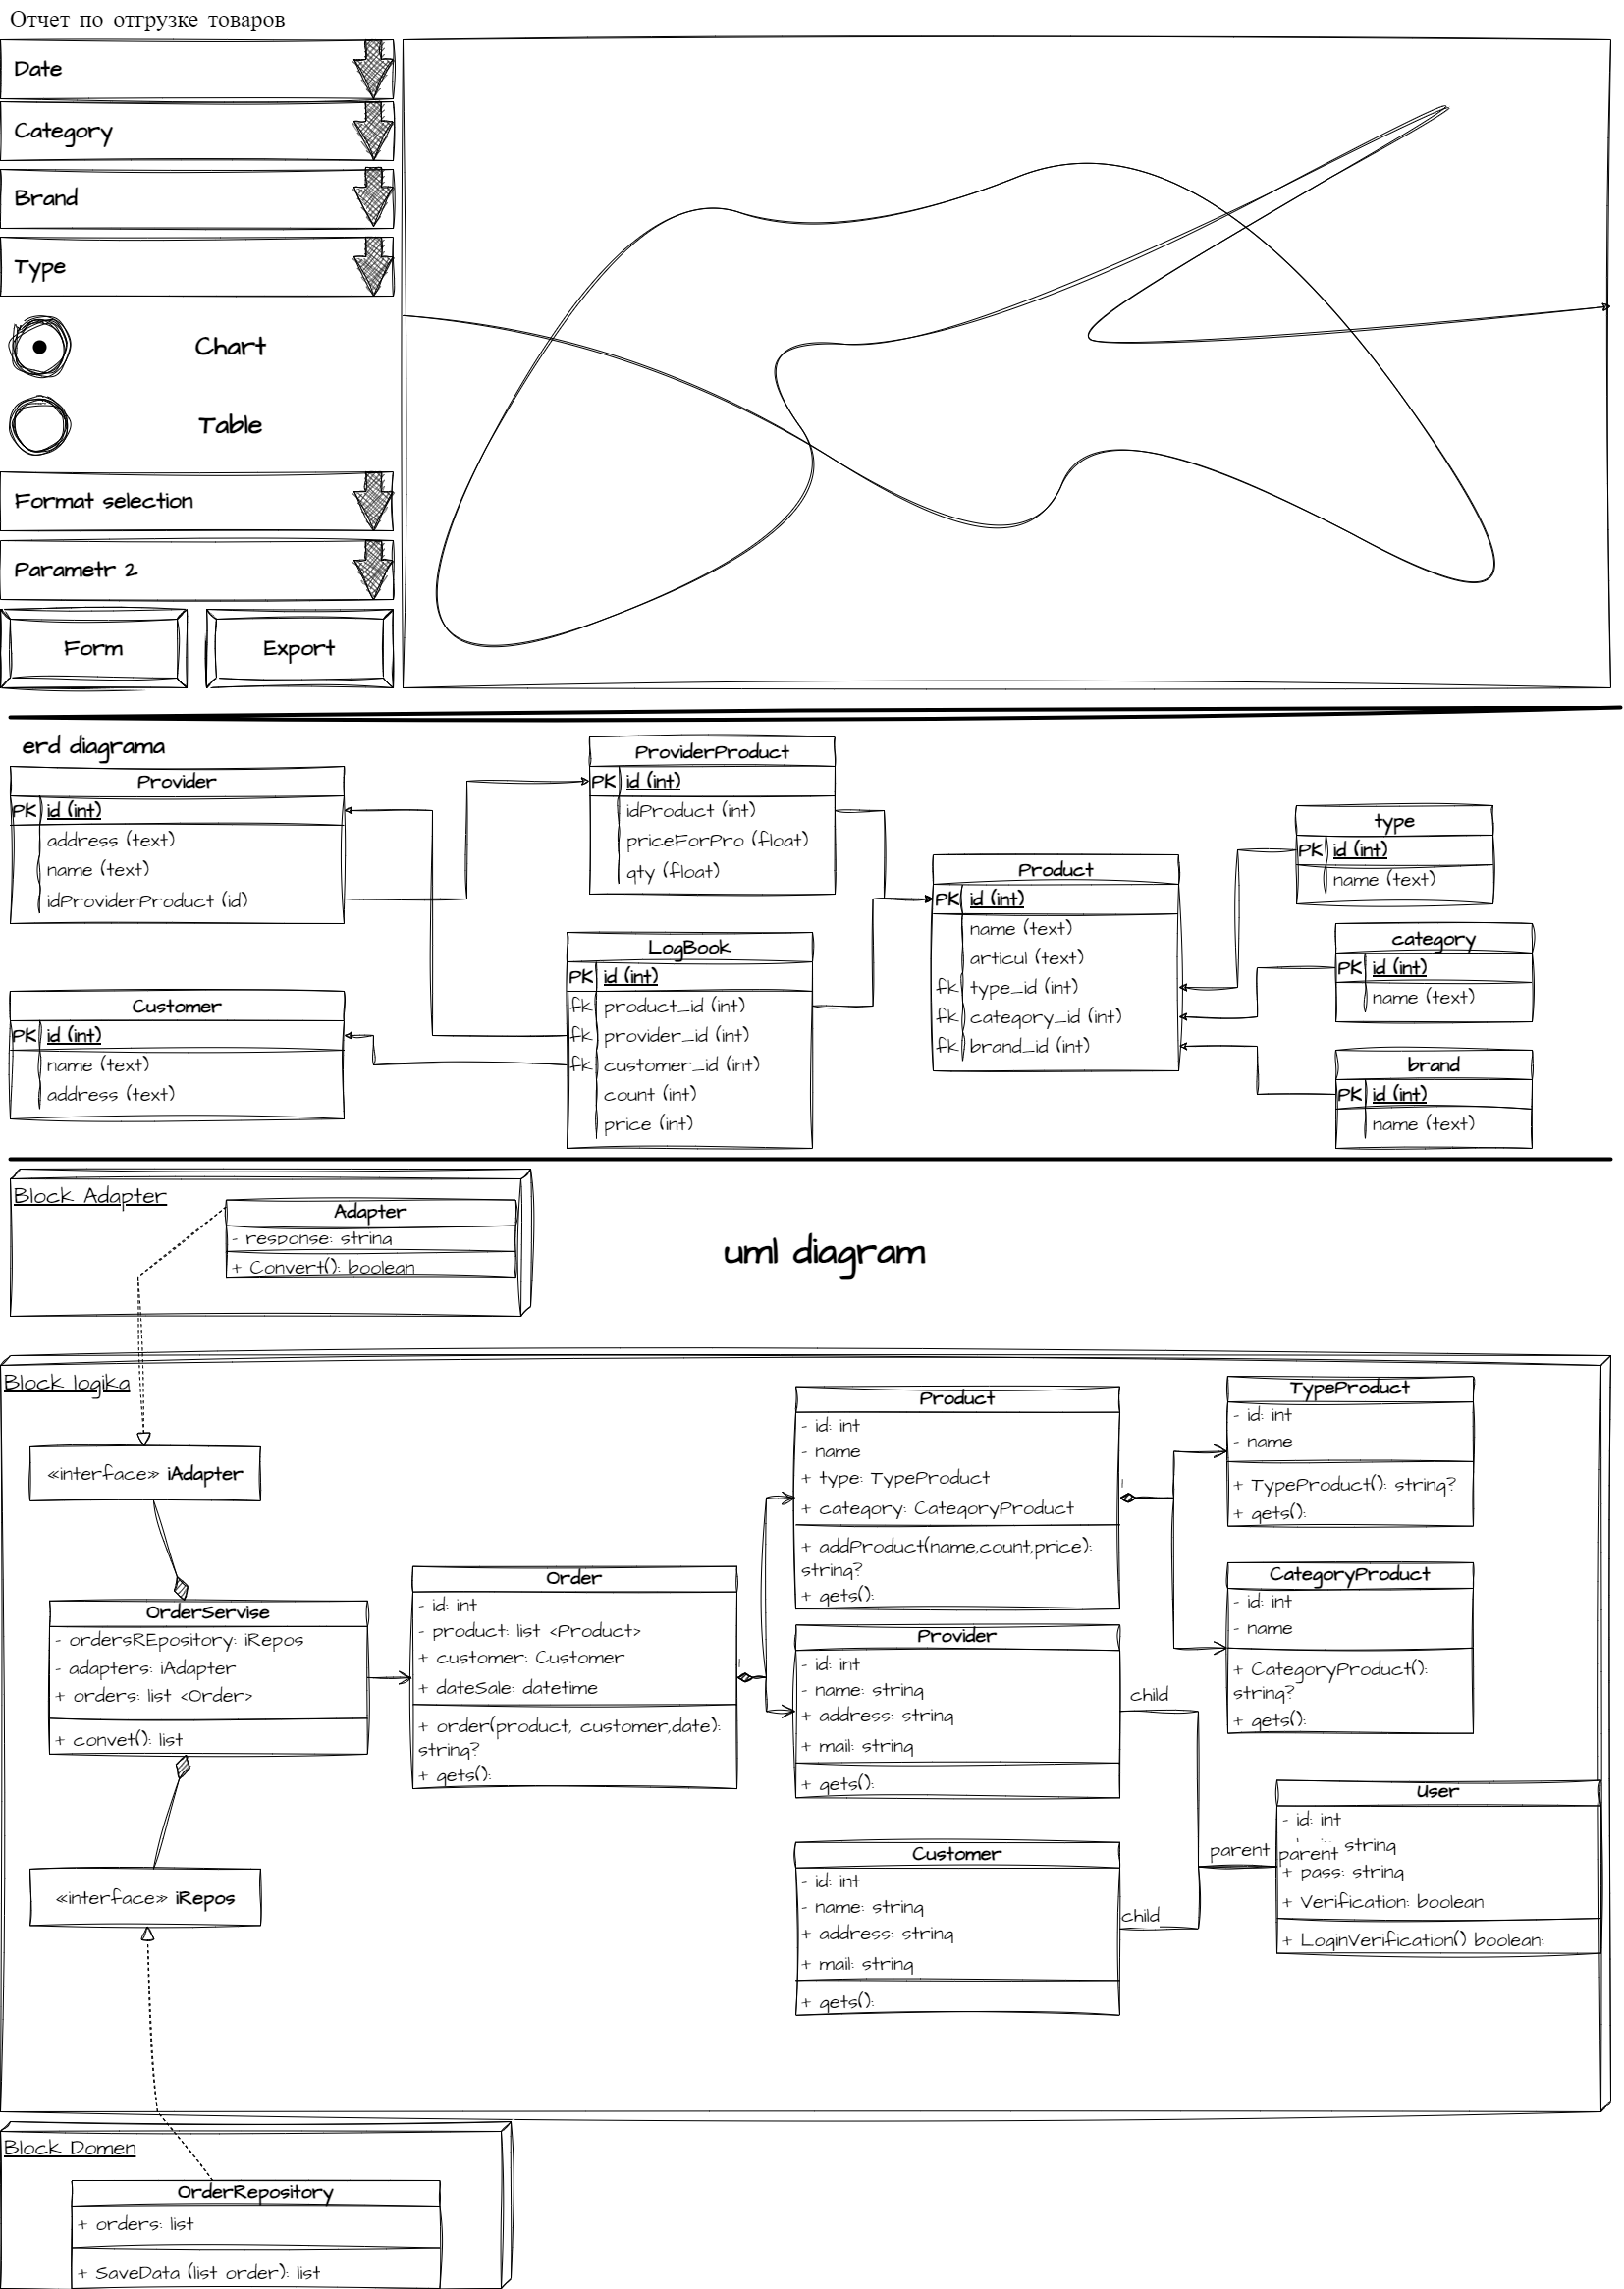 Отчет по отгрузке товаров
Date
Category
Brand
Type
Chart
Table
Format selection
Parametr 2
Form
Export
erd diagrama
Provider
PK id (int)
address (text)
name (text)
idProviderProduct (id)
Customer
PK id (int)
name (text)
address (text)
ProviderProduct
PK id (int)
idProduct (int)
priceForPro (float)
qty (float)
LogBook
PK id (int)
fk product_id (int)
fk provider_id (int)
fk customer_id (int)
count (int)
price (int)
Product
PK id (int)
name (text)
articul (text)
fk type_id (int)
fk category_id (int)
fk brand_id (int)
type
PK id (int)
name (text)
category
PK id (int)
name (text)
brand
PK id (int)
name (text)
Block Adapter
Adapter
- response: string
+ Convert(): boolean
uml diagram
Block logika
«interface» iAdapter
OrderServise
- ordersREpository: iRepos
- adapters: iAdapter
+ orders: list <Order>
+ convet(): list
«interface» iRepos
Order
- id: int
- product: list <Product>
+ customer: Customer
+ dateSale: datetime
+ order(product, customer,date):
string?
+ gets():
Product
- id: int
- name
+ type: TypeProduct
+ category: CategoryProduct
+ addProduct(name,count,price):
string?
+ gets():
Provider
- id: int
- name: string
+ address: string
+ mail: string
+ gets():
Customer
- id: int
- name: string
+ address: string
+ mail: string
+ gets():
TypeProduct
- id: int
- name
+ TypeProduct(): string?
+ gets():
CategoryProduct
- id: int
- name
+ CategoryProduct():
string?
+ gets():
child
child
parent
parent
User
- id: int
string
+ pass: string
+ Verification: boolean
+ LoginVerification() boolean:
Block Domen
OrderRepository
+ orders: list
+ SaveData (list order): list